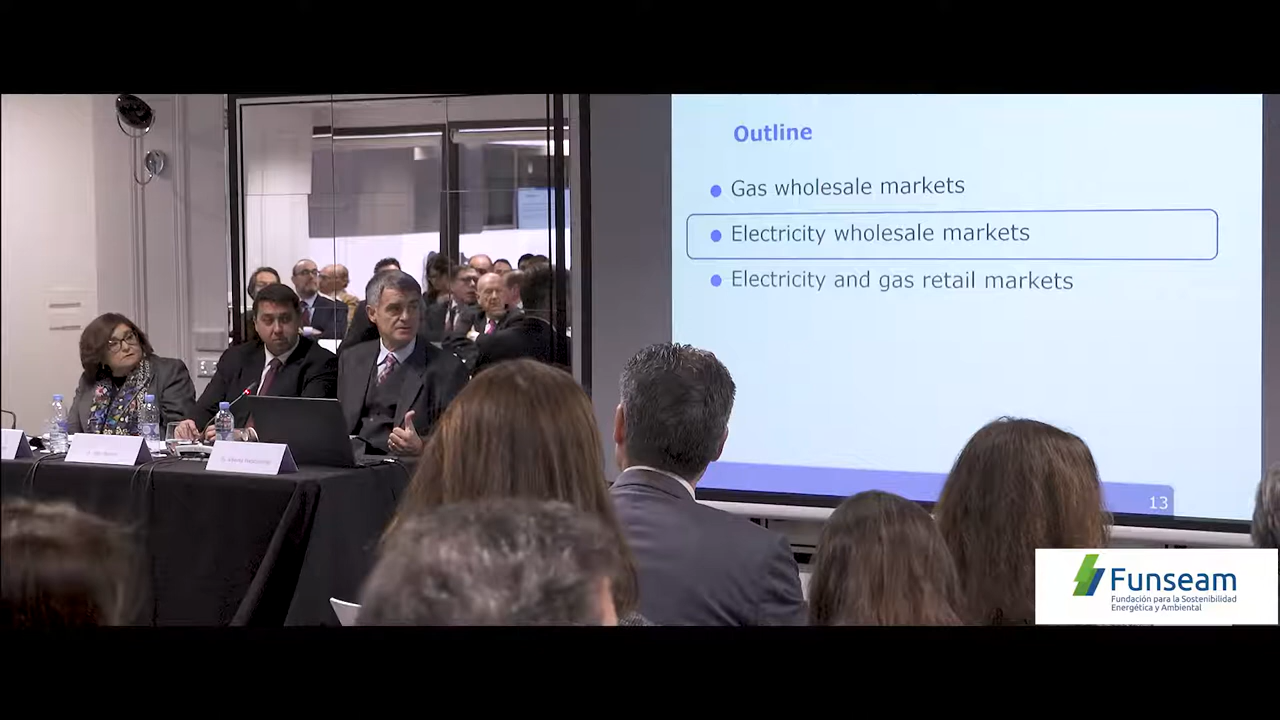 Outline
Gas wholesale markets
Electricity wholesale markets
Electricity and gas retail markets
13
Funseam
Fundación para la Sostenibilidad
Energética y Ambiental